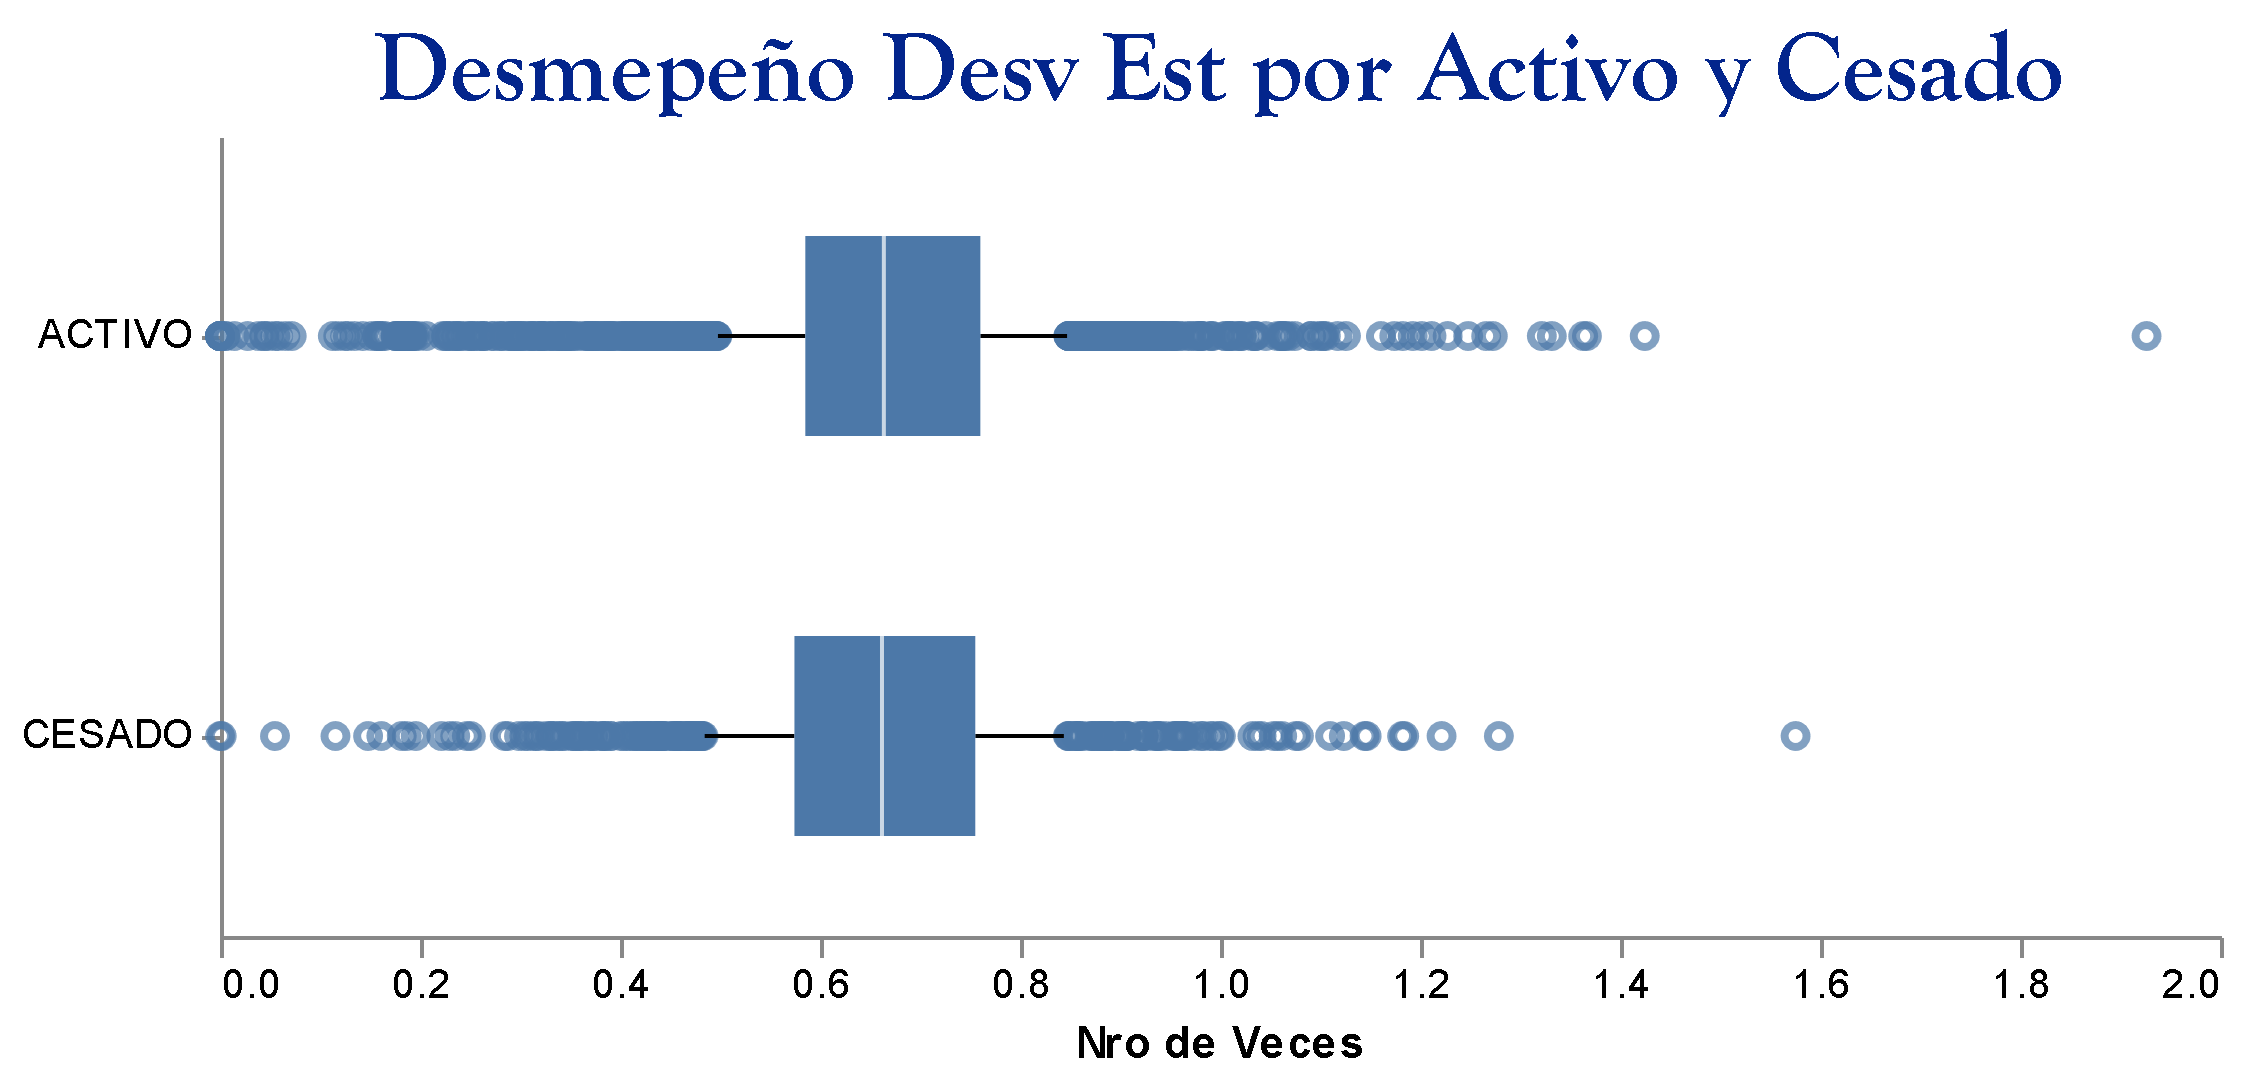 Desmepeño Desv Est por Activo y Cesado
ACTIVO
CESADO
0.0 0.2 0.4 0.6 0.8 1.0 1.2 1.4 1.6 1.8 2.0
Nro de Veces